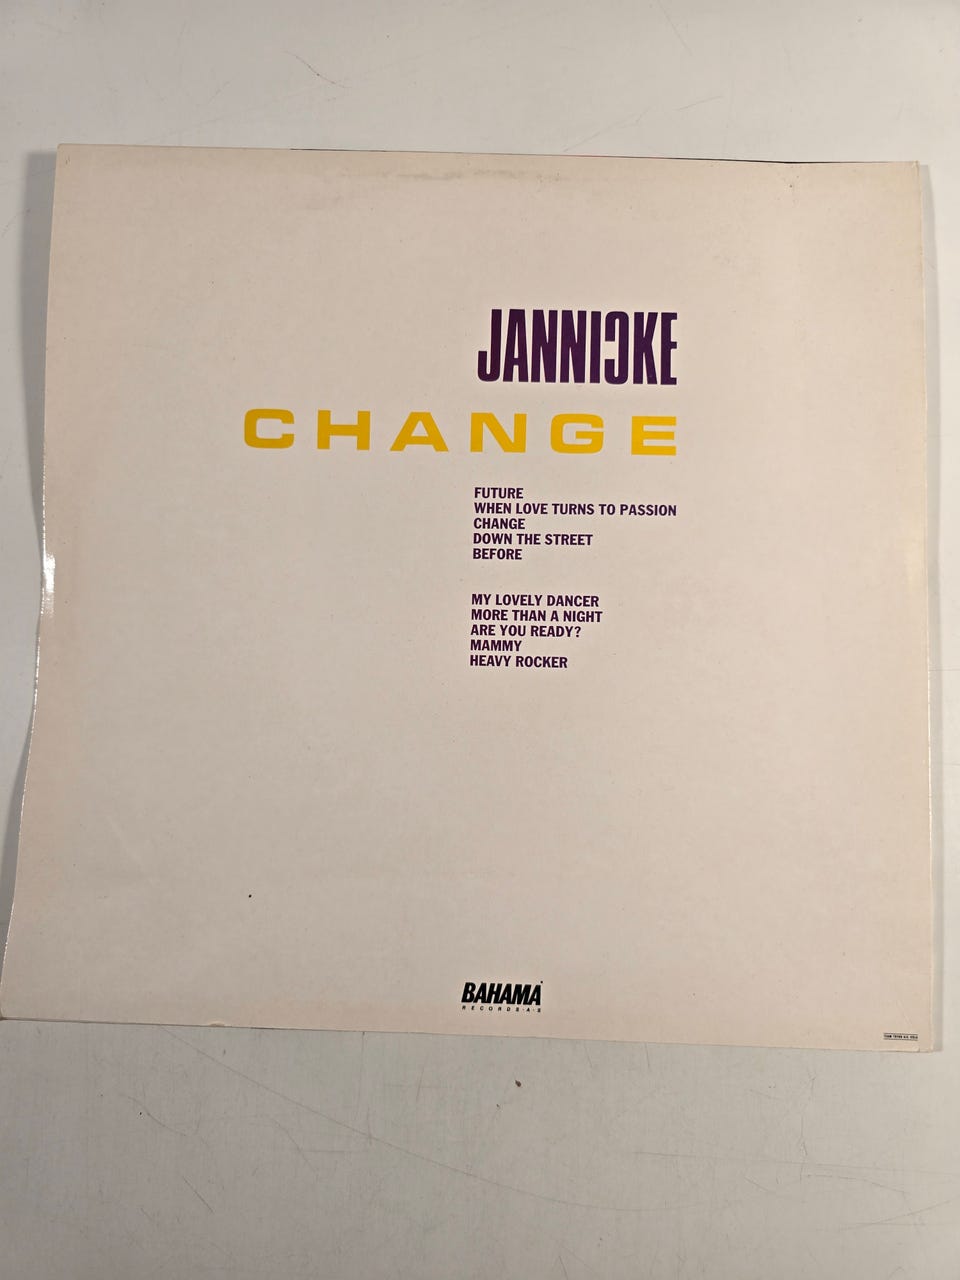 JANNICKE
CHANGE
FUTURE
WHEN LOVE TURNS TO PASSION
CHANGE
DOWN THE STREET
BEFORE
MY LOVELY DANCER
MORE THAN A NIGHT
ARE YOU READY?
MAMMY
HEAVY ROCKER
BAHAMA
RECORDS·A·S